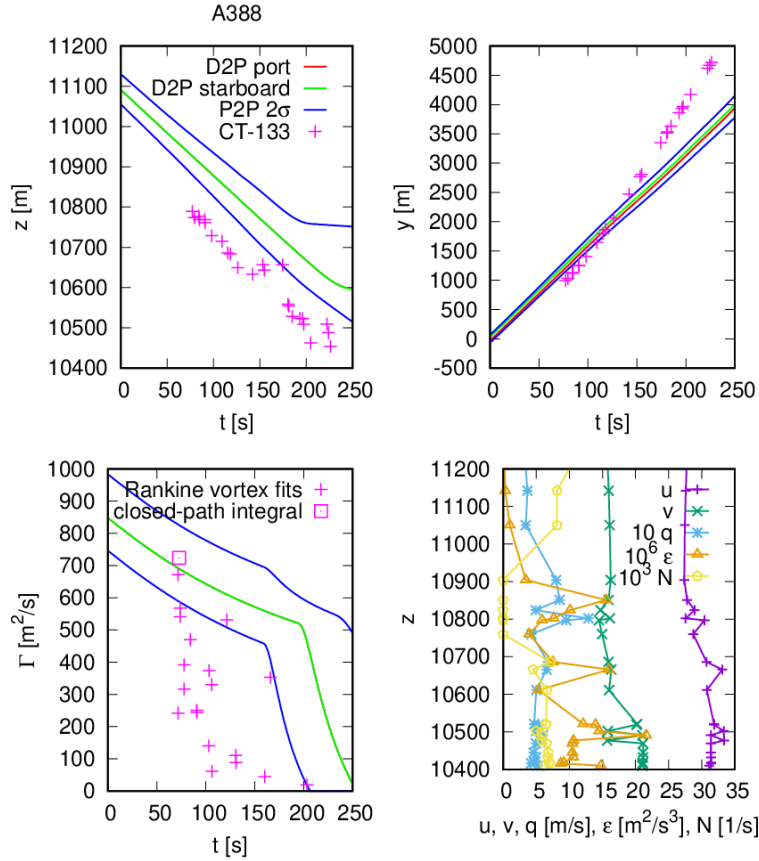 A388
11200
11100
11000
10900
10800
10700
10600
10500
10400
z [m]
D2P port
D2P starboard
P2P 2σ
CT-133
0 50 100 150 200 250
t [s]
5000
4500
4000
3500
3000
2500
2000
1500
1000
500
0
-500
y [m]
0 50 100 150 200 250
t [s]
1000
900
800
700
600
500
400
300
200
100
0
Γ [m²/s]
Rankine vortex fits
closed-path integral
0 50 100 150 200 250
t [s]
11200
11100
11000
10900
10800
10700
10600
10500
10400
z
u
v
10 q
10⁶ ε
10³ N
0 5 10 15 20 25 30 35
u, v, q [m/s], ε [m²/s³], N [1/s]